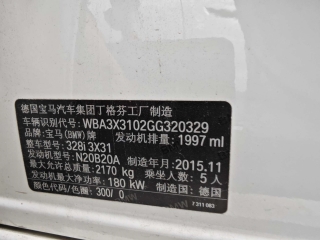 德国宝马汽车集团丁格芬工厂制造
车辆识别代号: WBA3X3102GG320329
品牌: 宝马(BMW)牌 发动机排量: 1997 ml
整车型号: 328i 3X31
发动机型号: N20B20A 制造年月: 2015.11
最大允许总质量: 2170 kg 乘坐人数: 5 人
发动机最大净功率: 180 kW 制造国: 德国
颜色代码/色圈: 300/ 0
7 311 083